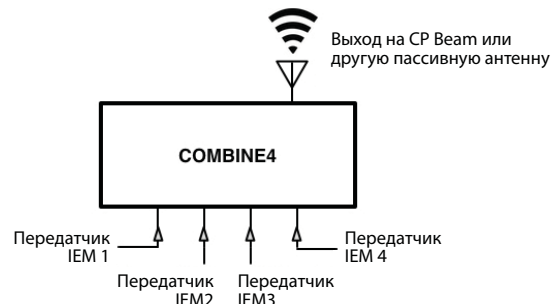 Выход на CP Beam или
другую пассивную антенну
COMBINE4
Передатчик
IEM 1
Передатчик
IEM2
Передатчик
IEM3
Передатчик
IEM 4